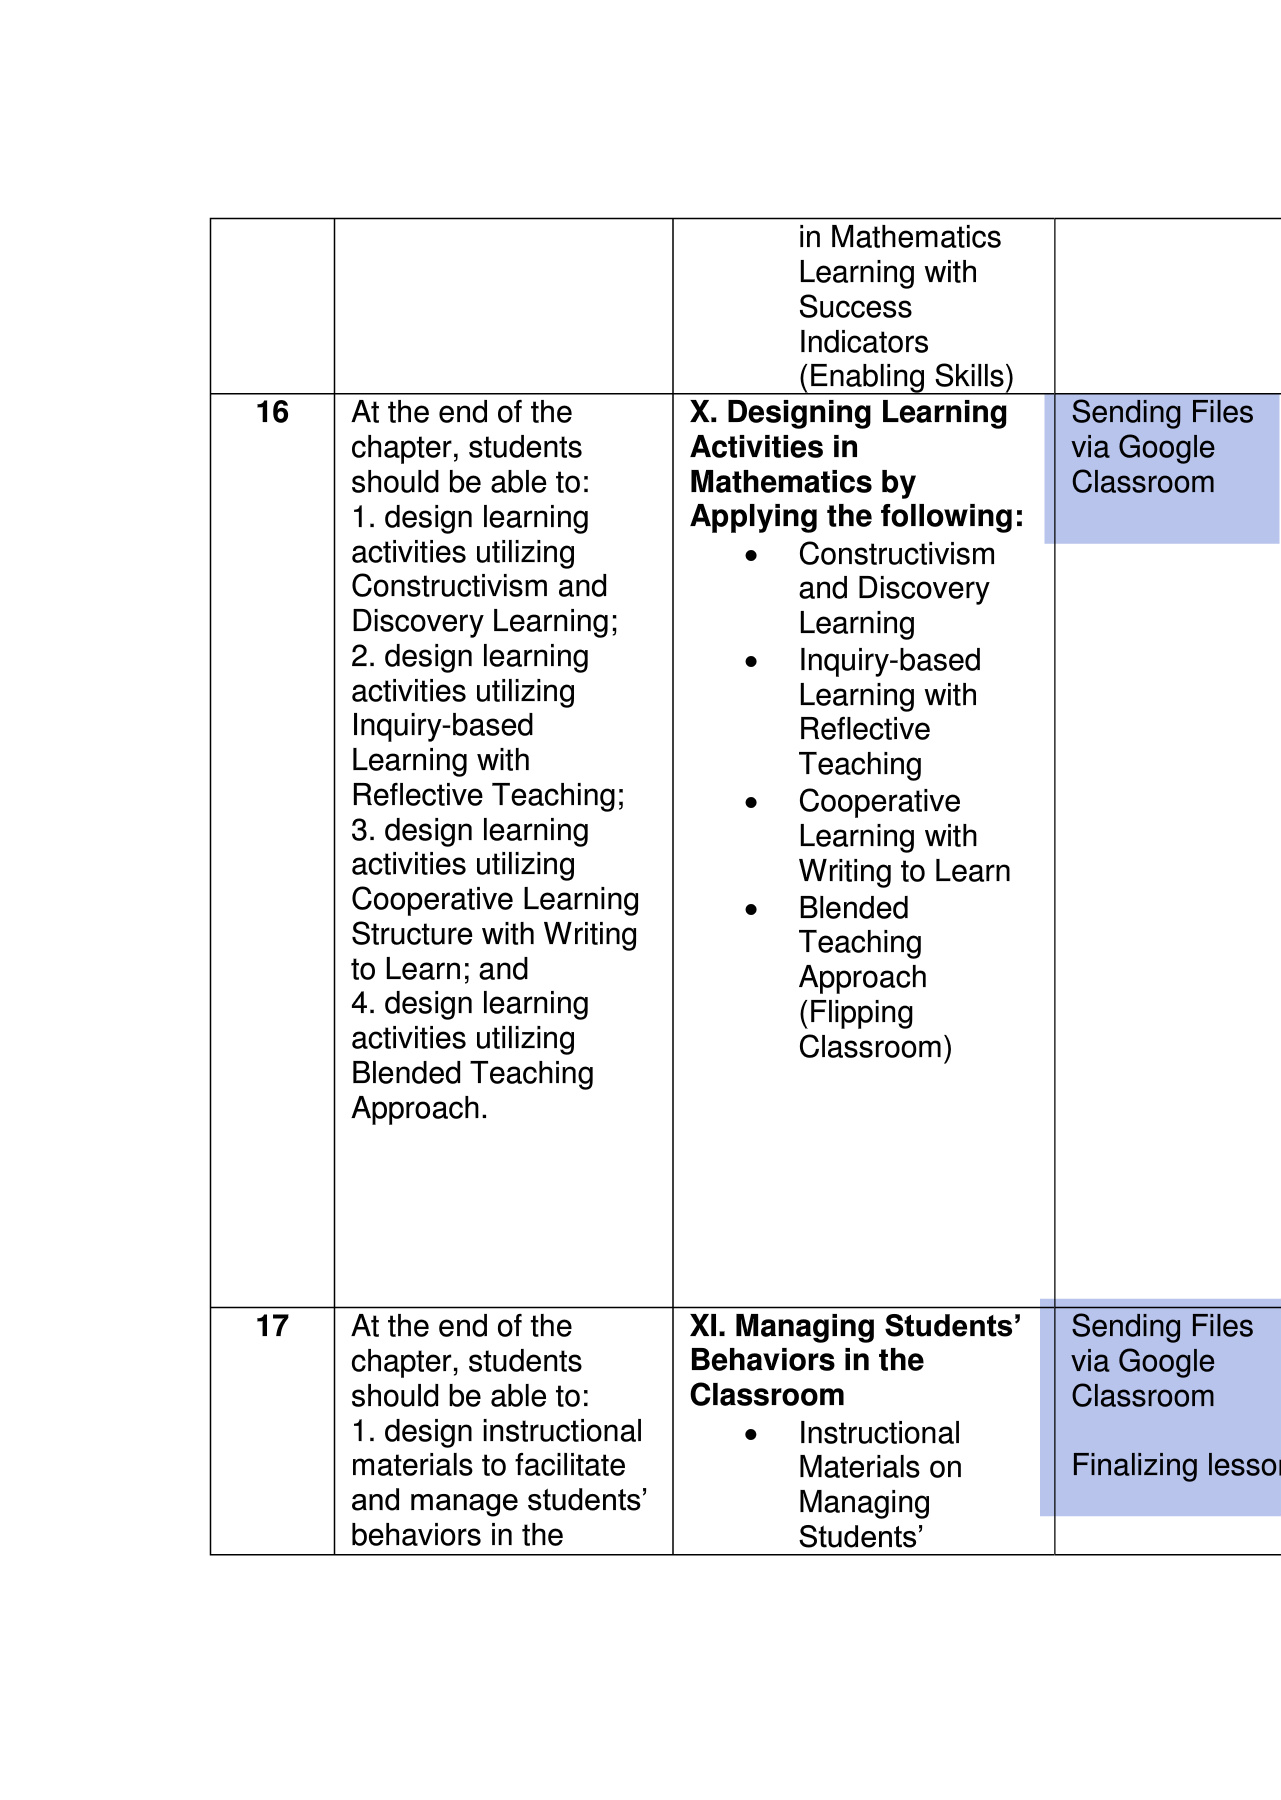 in Mathematics
Learning with
Success
Indicators
(Enabling Skills)
16
At the end of the
chapter, students
should be able to:
1. design learning
activities utilizing
Constructivism and
Discovery Learning;
2. design learning
activities utilizing
Inquiry-based
Learning with
Reflective Teaching;
3. design learning
activities utilizing
Cooperative Learning
Structure with Writing
to Learn; and
4. design learning
activities utilizing
Blended Teaching
Approach.
X. Designing Learning
Activities in
Mathematics by
Applying the following:
• Constructivism
and Discovery
Learning
• Inquiry-based
Learning with
Reflective
Teaching
• Cooperative
Learning with
Writing to Learn
• Blended
Teaching
Approach
(Flipping
Classroom)
Sending Files
via Google
Classroom
17
At the end of the
chapter, students
should be able to:
1. design instructional
materials to facilitate
and manage students’
behaviors in the
XI. Managing Students’
Behaviors in the
Classroom
• Instructional
Materials on
Managing
Students’
Sending Files
via Google
Classroom
Finalizing